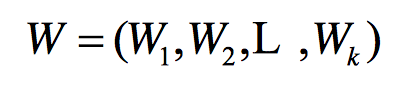 W = (W₁,W₂,L ,Wₖ)